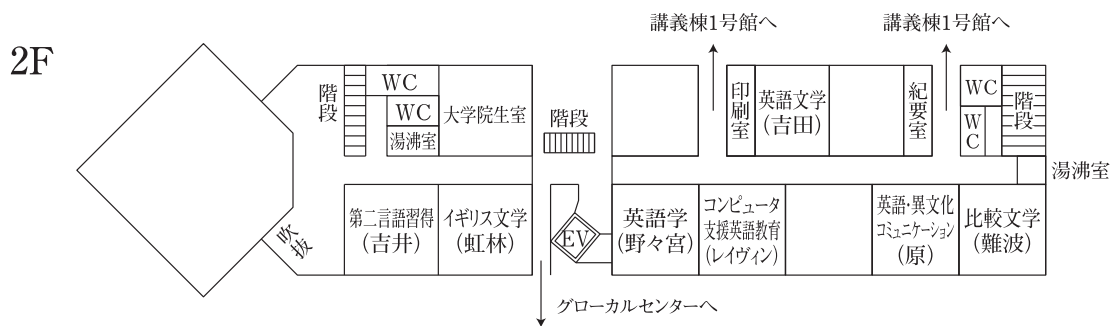 2F
講義棟1号館へ
講義棟1号館へ
階段
WC
WC
湯沸室
大学院生室
階段
印刷室
英語文学
(吉田)
紀要室
WC
WC
階段
湯沸室
吹抜
第二言語習得
(吉井)
イギリス文学
(虹林)
EV
英語学
(野々宮)
コンピュータ
支援英語教育
(レイヴィン)
英語・異文化
コミュニケーション
(原)
比較文学
(難波)
グローカルセンターへ